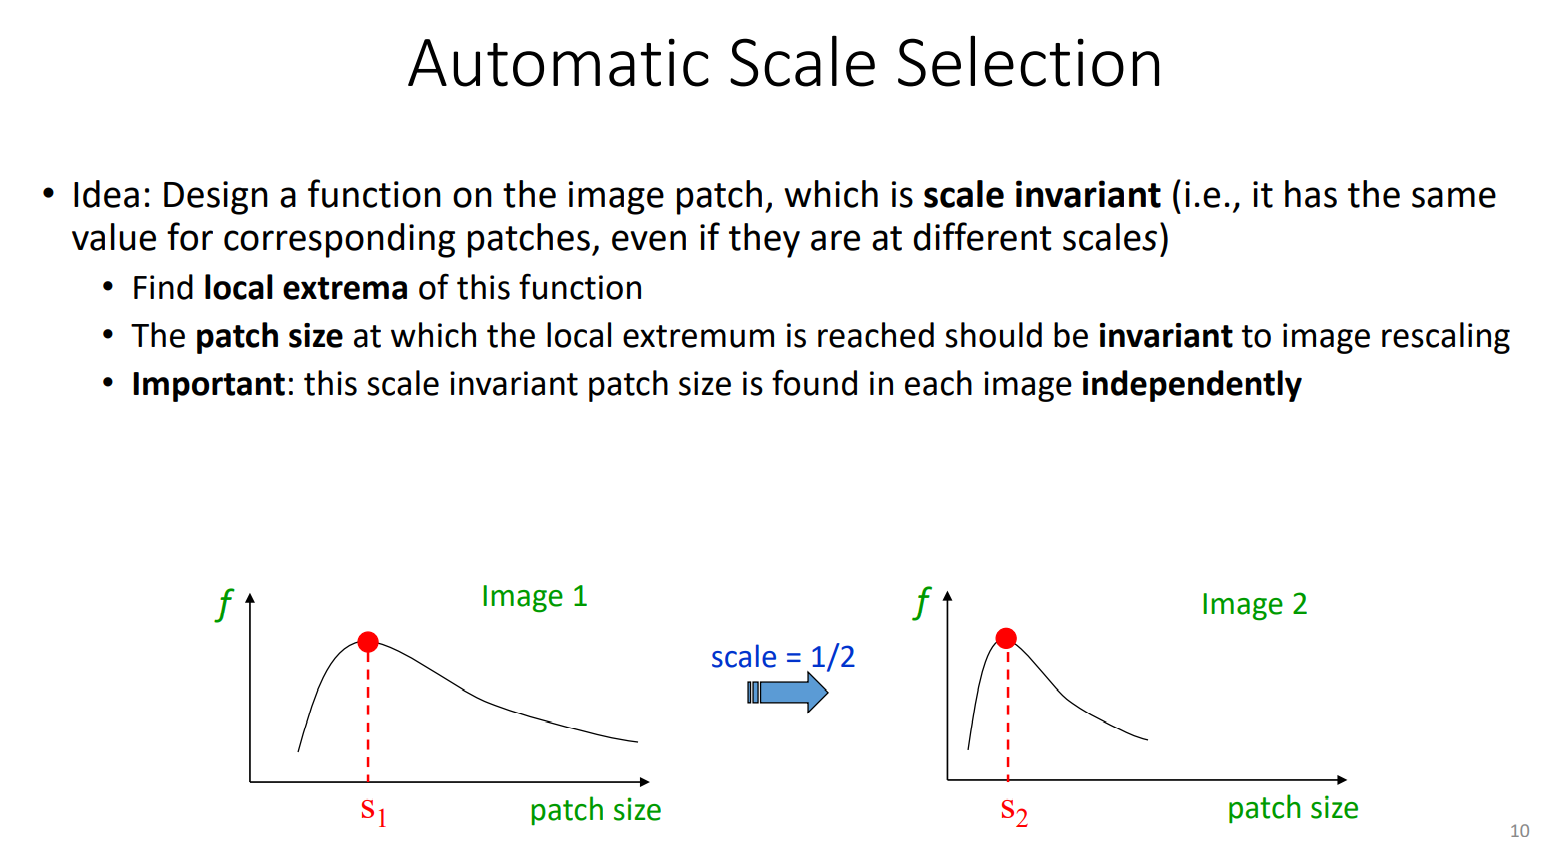 Automatic Scale Selection
• Idea: Design a function on the image patch, which is scale invariant (i.e., it has the same
value for corresponding patches, even if they are at different scales)
• Find local extrema of this function
• The patch size at which the local extremum is reached should be invariant to image rescaling
• Important: this scale invariant patch size is found in each image independently
f
Image 1
s1
patch size
scale = 1/2
f
Image 2
s2
patch size
10